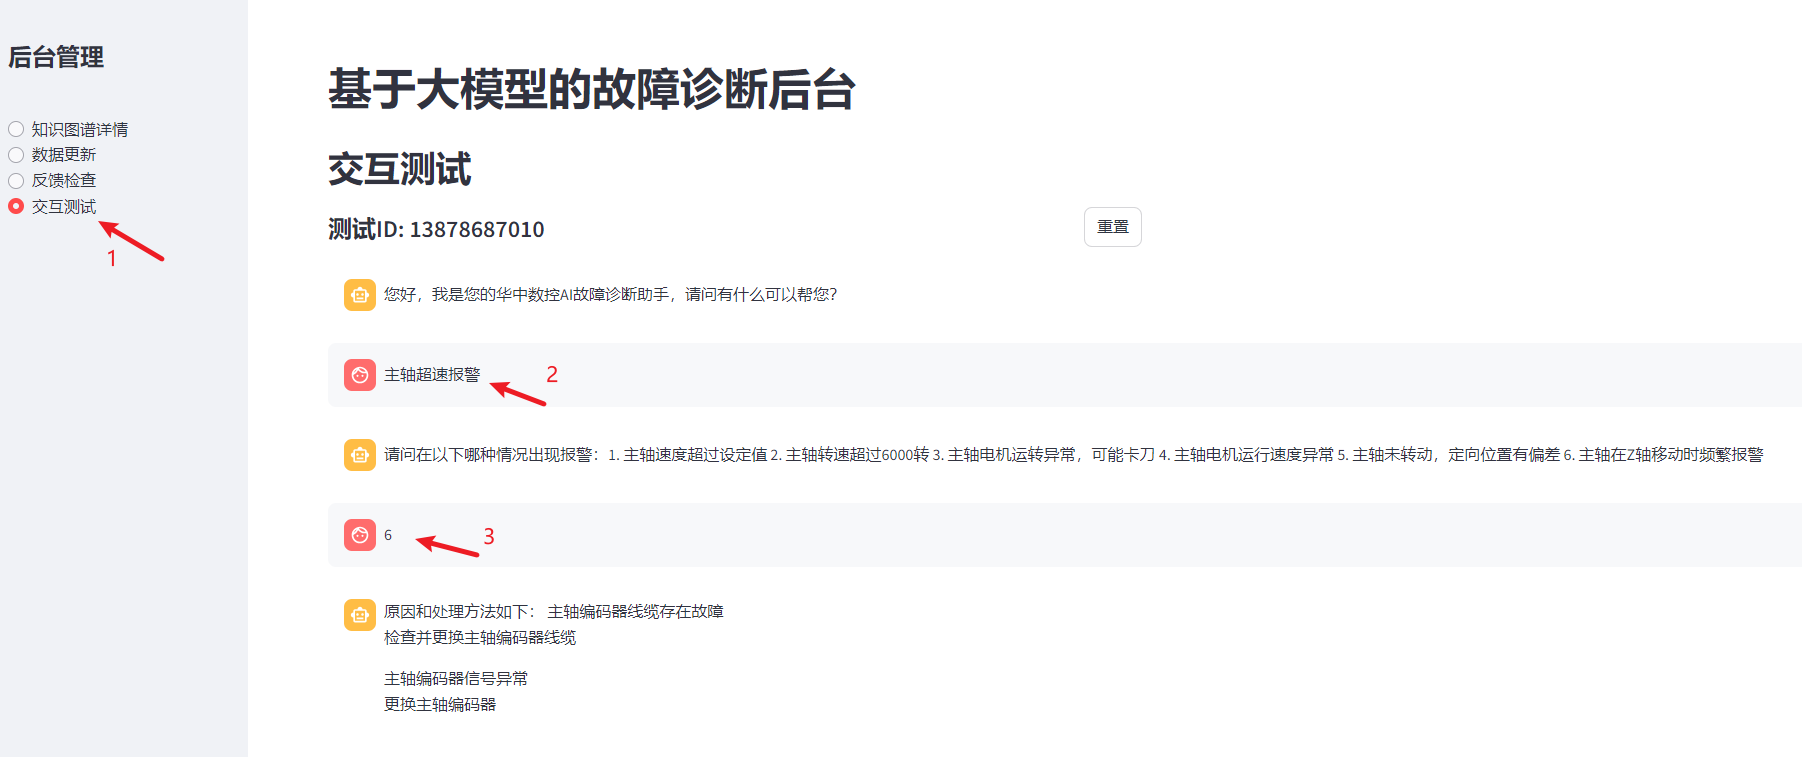 后台管理
知识图谱详情
数据更新
反馈检查
交互测试
1
基于大模型的故障诊断后台
交互测试
测试ID: 13878687010
重置
您好，我是您的华中数控AI故障诊断助手，请问有什么可以帮您？
主轴超速报警
2
请问在以下哪种情况出现报警：1. 主轴速度超过设定值 2. 主轴转速超过6000转 3. 主轴电机运转异常，可能卡刀 4. 主轴电机运行速度异常 5. 主轴未转动，定向位置有偏差 6. 主轴在Z轴移动时频繁报警
6
3
原因和处理方法如下： 主轴编码器线缆存在故障
检查并更换主轴编码器线缆
主轴编码器信号异常
更换主轴编码器